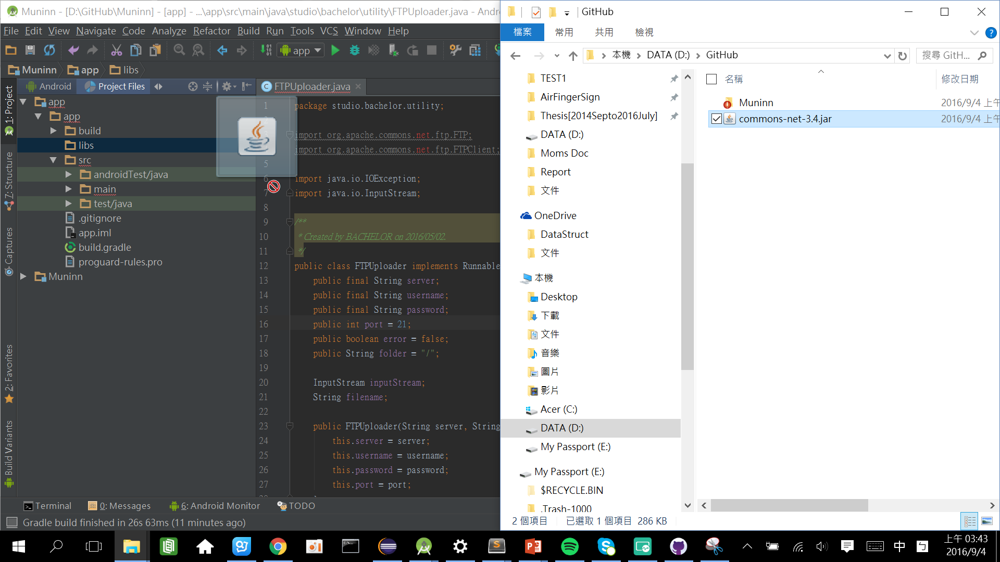 Muninn - [D:\GitHub\Muninn] - [app] - ...\app\src\main\java\studio\bachelor\utility\FTPUploader.java - Andro
File Edit View Navigate Code Analyze Refactor Build Run Tools VCS Window Help
app
Muninn app libs
Android Project Files
FTPUploader.java
1: Project
Z: Structure
Captures
2: Favorites
Build Variants
app
app
build
libs
src
androidTest/java
main
test/java
.gitignore
app.iml
build.gradle
proguard-rules.pro
Muninn
1 package studio.bachelor.utility;
import org.apache.commons.net.ftp.FTP;
import org.apache.commons.net.ftp.FTPClient;
5
6 import java.io.IOException;
7 import java.io.InputStream;
8
9 /**
10 * Created by BACHELOR on 2016/05/02.
11 */
12 public class FTPUploader implements Runnable
13 public final String server;
14 public final String username;
15 public final String password;
16 public int port = 21;
17 public boolean error = false;
18 public String folder = "/";
19
20 InputStream inputStream;
21 String filename;
22
23 public FTPUploader(String server, String
24 this.server = server;
25 this.username = username;
26 this.password = password;
27 this.port = port;
Terminal 0: Messages 6: Android Monitor TODO
Gradle build finished in 26s 63ms (11 minutes ago)
GitHub
檔案 常用 共用 檢視
本機 DATA (D:) GitHub
搜尋 GitH...
TEST1
AirFingerSign
Thesis[2014Septo2016July]
DATA (D:)
Moms Doc
Report
文件
OneDrive
DataStruct
文件
本機
Desktop
下載
文件
音樂
圖片
影片
Acer (C:)
DATA (D:)
My Passport (E:)
My Passport (E:)
$RECYCLE.BIN
.Trash-1000
名稱 修改日期
Muninn 2016/9/4 上午
commons-net-3.4.jar 2016/9/4 上午
2 個項目 已選取 1 個項目 286 KB
中
上午 03:43
2016/9/4